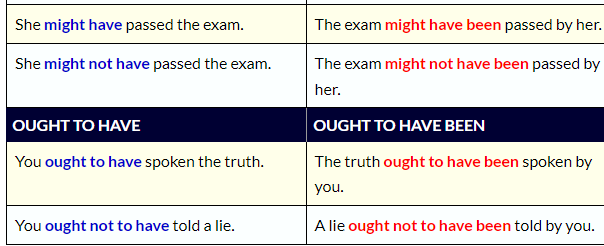 She might have passed the exam.
The exam might have been passed by her.
She might not have passed the exam.
The exam might not have been passed by
her.
OUGHT TO HAVE
OUGHT TO HAVE BEEN
You ought to have spoken the truth.
The truth ought to have been spoken by
you.
You ought not to have told a lie.
A lie ought not to have been told by you.